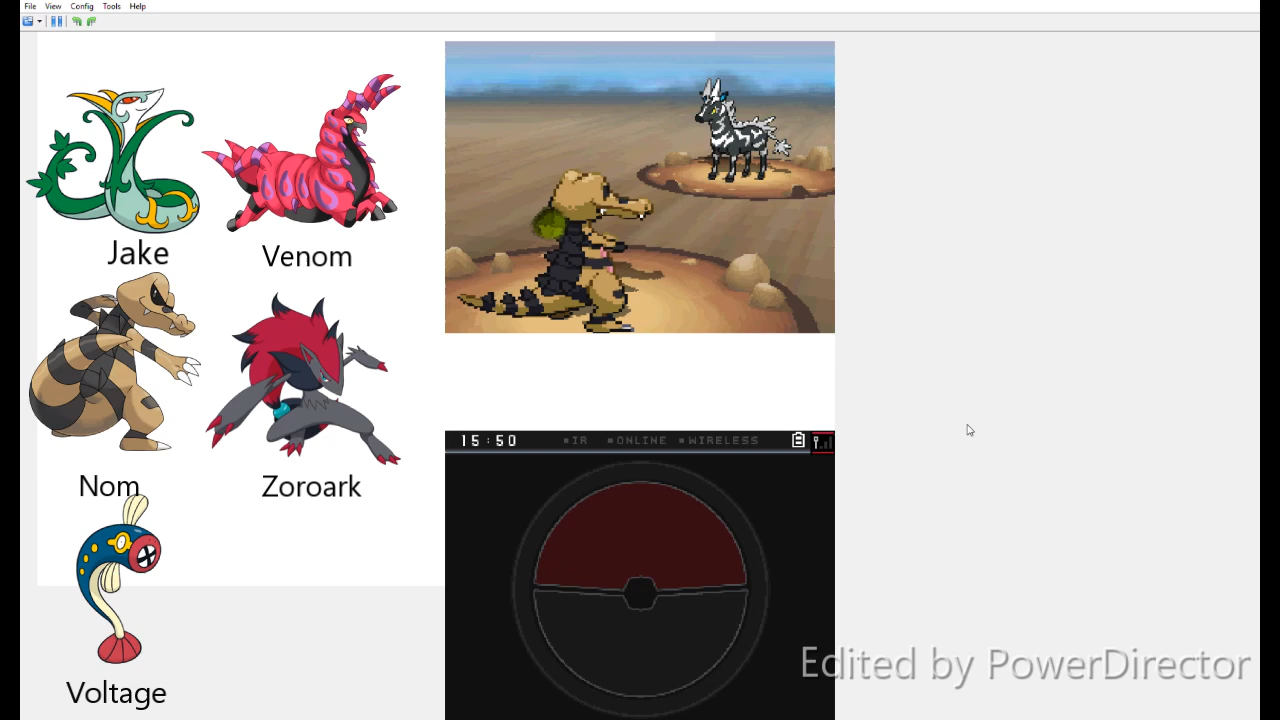 File View Config Tools Help
Jake
Venom
Nom
Zoroark
Voltage
15:50 IR ONLINE WIRELESS
Edited by PowerDirector